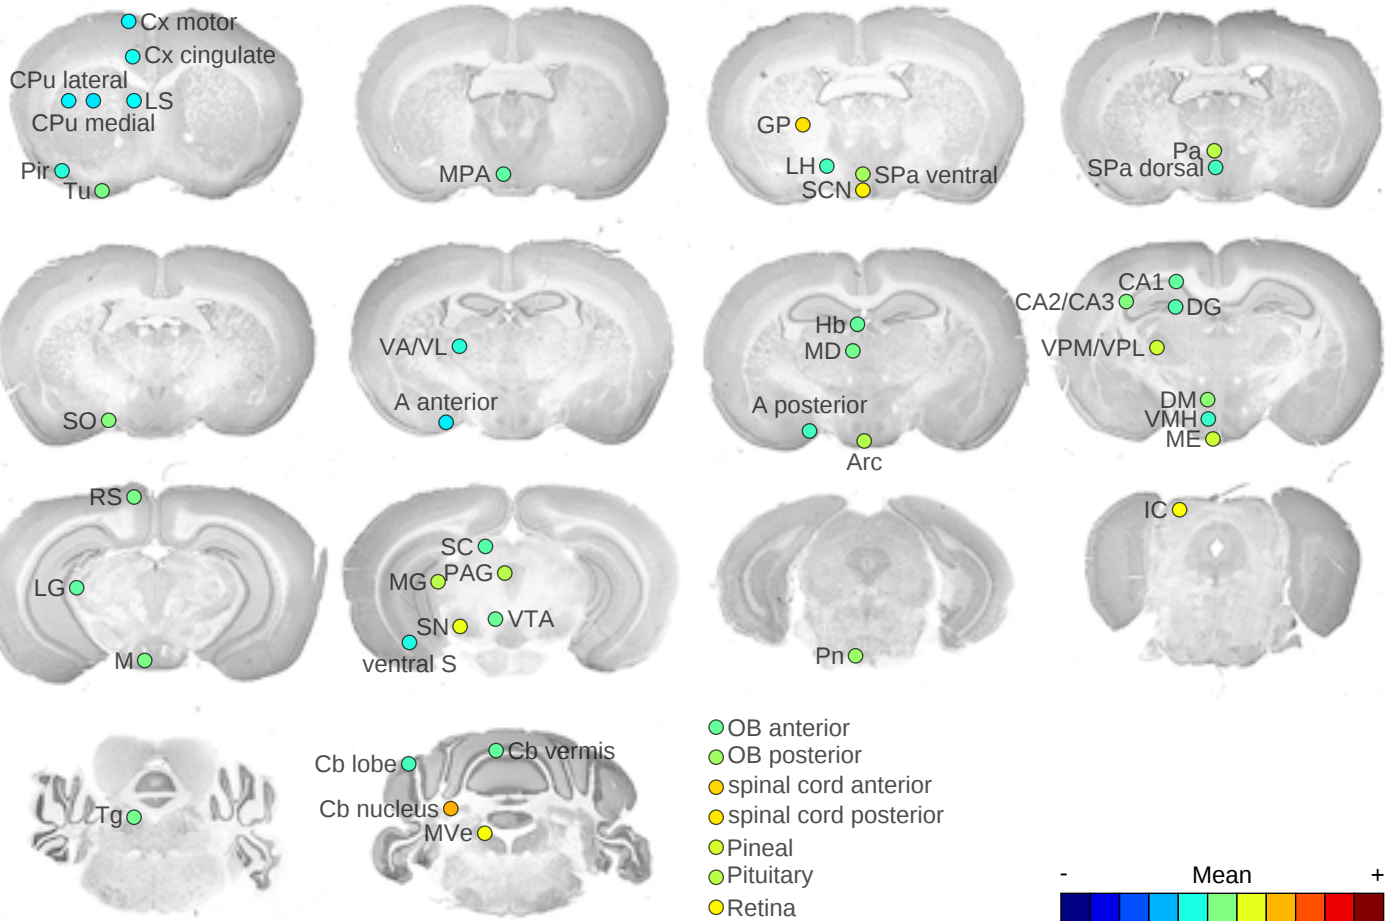 Cx motor
Cx cingulate
CPu lateral
LS
CPu medial
Pir
Tu
MPA
GP
LH
SPa ventral
SCN
Pa
SPa dorsal
SO
VA/VL
A anterior
Hb
MD
A posterior
Arc
CA1
CA2/CA3
DG
VPM/VPL
DM
VMH
ME
RS
LG
M
SC
MG
PAG
SN
VTA
ventral S
Pn
IC
Tg
Cb lobe
Cb vermis
Cb nucleus
MVe
OB anterior
OB posterior
spinal cord anterior
spinal cord posterior
Pineal
Pituitary
Retina
- Mean +